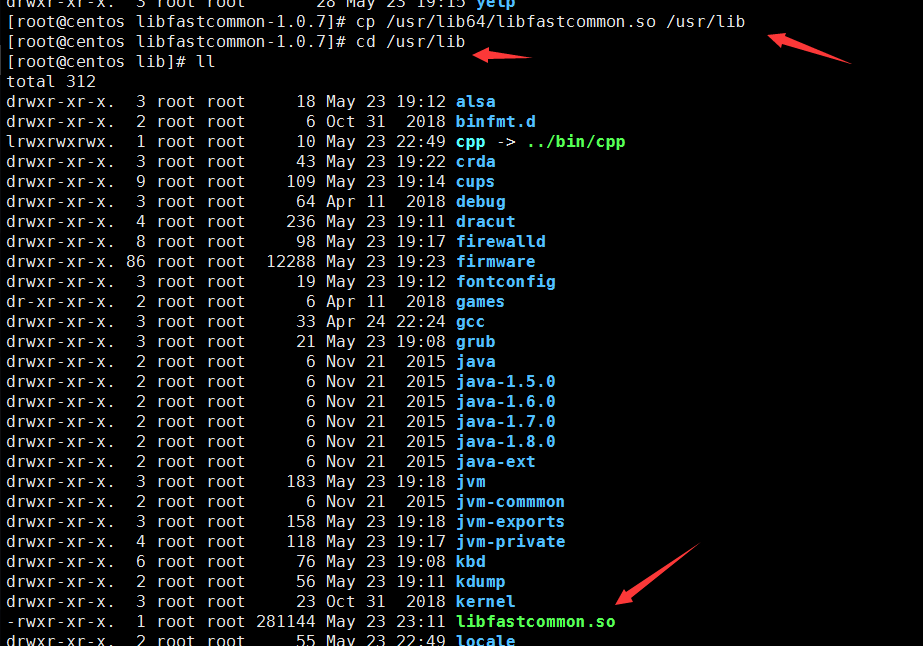 drwxr-xr-x. 3 root root 28 May 23 19:15 yelp
[root@centos libfastcommon-1.0.7]# cp /usr/lib64/libfastcommon.so /usr/lib
[root@centos libfastcommon-1.0.7]# cd /usr/lib
[root@centos lib]# ll
total 312
drwxr-xr-x. 3 root root 18 May 23 19:12 alsa
drwxr-xr-x. 2 root root 6 Oct 31 2018 binfmt.d
lrwxrwxrwx. 1 root root 10 May 23 22:49 cpp -> ../bin/cpp
drwxr-xr-x. 3 root root 43 May 23 19:22 crda
drwxr-xr-x. 9 root root 109 May 23 19:14 cups
drwxr-xr-x. 3 root root 64 Apr 11 2018 debug
drwxr-xr-x. 4 root root 236 May 23 19:11 dracut
drwxr-xr-x. 8 root root 98 May 23 19:17 firewalld
drwxr-xr-x. 86 root root 12288 May 23 19:23 firmware
drwxr-xr-x. 3 root root 19 May 23 19:12 fontconfig
dr-xr-xr-x. 2 root root 6 Apr 11 2018 games
drwxr-xr-x. 3 root root 33 Apr 24 22:24 gcc
drwxr-xr-x. 3 root root 21 May 23 19:08 grub
drwxr-xr-x. 2 root root 6 Nov 21 2015 java
drwxr-xr-x. 2 root root 6 Nov 21 2015 java-1.5.0
drwxr-xr-x. 2 root root 6 Nov 21 2015 java-1.6.0
drwxr-xr-x. 2 root root 6 Nov 21 2015 java-1.7.0
drwxr-xr-x. 2 root root 6 Nov 21 2015 java-1.8.0
drwxr-xr-x. 2 root root 6 Nov 21 2015 java-ext
drwxr-xr-x. 3 root root 183 May 23 19:18 jvm
drwxr-xr-x. 2 root root 6 Nov 21 2015 jvm-commmon
drwxr-xr-x. 3 root root 158 May 23 19:18 jvm-exports
drwxr-xr-x. 4 root root 118 May 23 19:17 jvm-private
drwxr-xr-x. 6 root root 76 May 23 19:08 kbd
drwxr-xr-x. 2 root root 56 May 23 19:11 kdump
drwxr-xr-x. 3 root root 23 Oct 31 2018 kernel
-rwxr-xr-x. 1 root root 281144 May 23 23:11 libfastcommon.so
drwxr-xr-x. 2 root root 55 May 23 22:49 locale